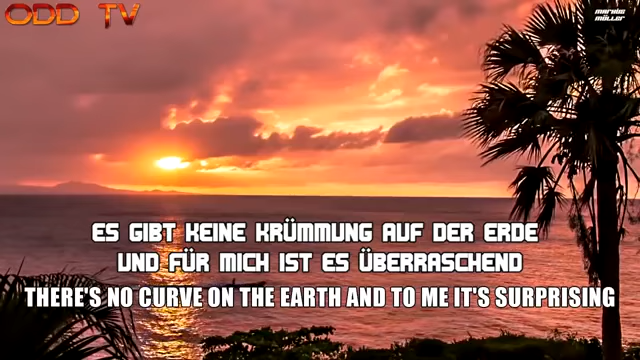 ODD TV
MARVIE
MÜLLER
ES GIBT KEINE KRÜMMUNG AUF DER ERDE
UND FÜR MICH IST ES ÜBERRASCHEND
THERE'S NO CURVE ON THE EARTH AND TO ME IT'S SURPRISING